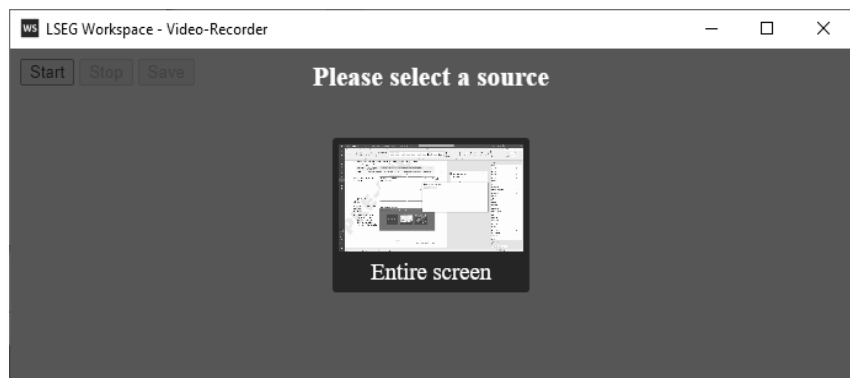 WS LSEG Workspace - Video-Recorder
Start Stop Save
Please select a source
Entire screen